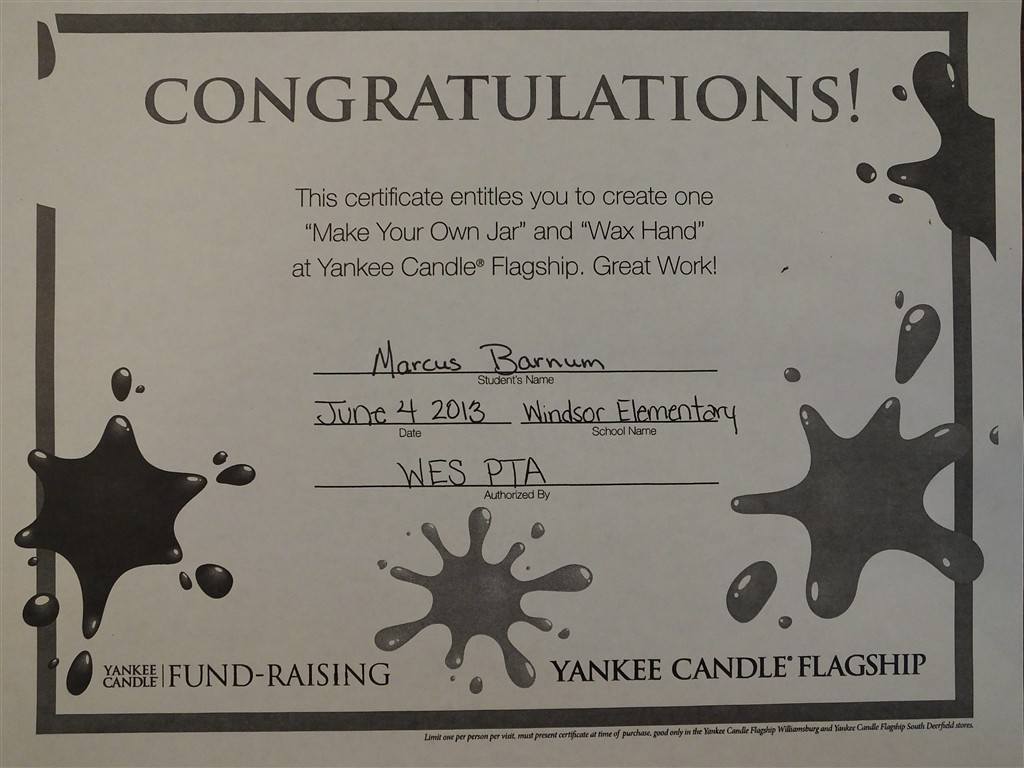 CONGRATULATIONS!
This certificate entitles you to create one
“Make Your Own Jar” and “Wax Hand”
at Yankee Candle® Flagship. Great Work!
Marcus Barnum
Student's Name
June 4 2013 Windsor Elementary
Date School Name
WES PTA
Authorized By
YANKEE CANDLE | FUND-RAISING
YANKEE CANDLE® FLAGSHIP
Limit one per person per visit, must present certificate at time of purchase, good only in the Yankee Candle Flagship Williamsburg and Yankee Candle Flagship South Deerfield stores.